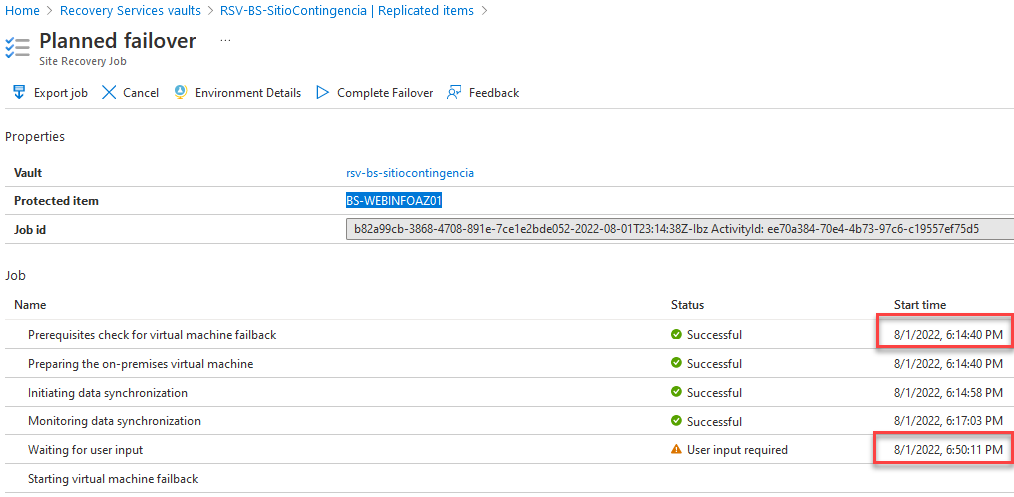 Home > Recovery Services vaults > RSV-BS-SitioContingencia | Replicated items >
Planned failover ...
Site Recovery Job
Export job Cancel Environment Details Complete Failover Feedback
Properties
Vault rsv-bs-sitiocontingencia
Protected item BS-WEBINFOAZ01
Job id b82a99cb-3868-4708-891e-7ce1e2bde052-2022-08-01T23:14:38Z-Ibz ActivityId: ee70a384-70e4-4b73-97c6-c19557ef75d5
Job
Name Status Start time
Prerequisites check for virtual machine failback Successful 8/1/2022, 6:14:40 PM
Preparing the on-premises virtual machine Successful 8/1/2022, 6:14:40 PM
Initiating data synchronization Successful 8/1/2022, 6:14:58 PM
Monitoring data synchronization Successful 8/1/2022, 6:17:03 PM
Waiting for user input User input required 8/1/2022, 6:50:11 PM
Starting virtual machine failback